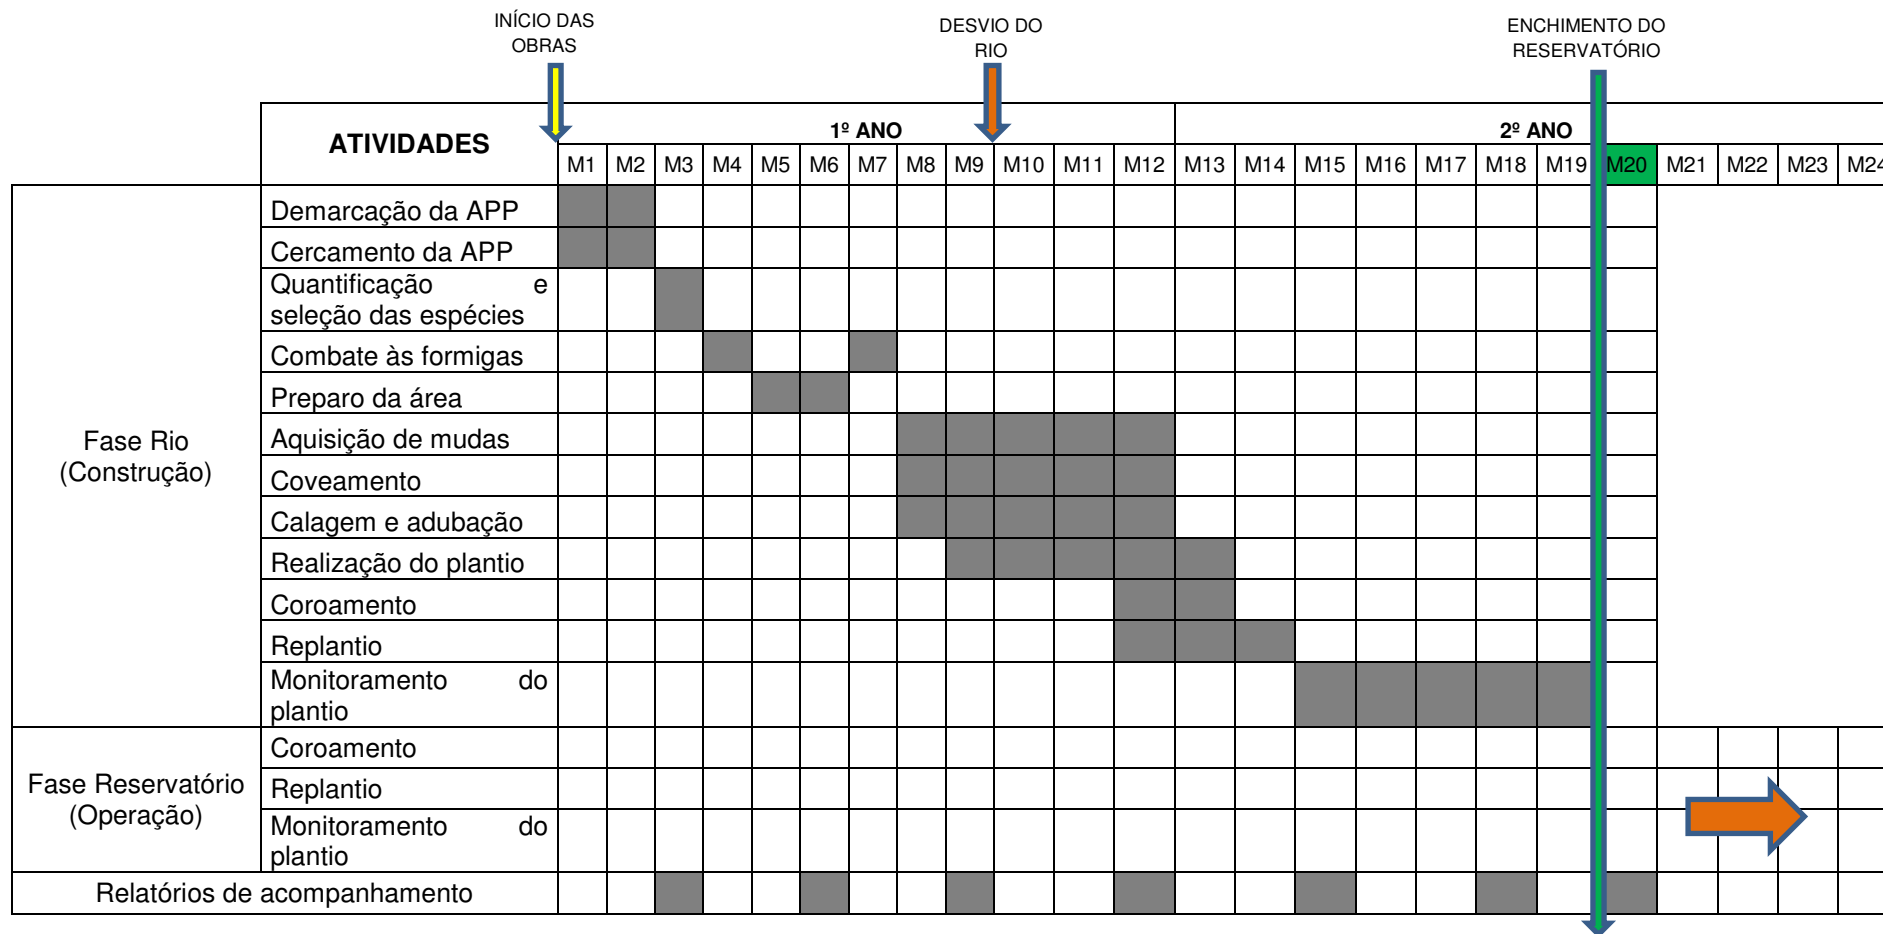 INÍCIO DAS
OBRAS
DESVIO DO
RIO
ENCHIMENTO DO
RESERVATÓRIO
ATIVIDADES
1º ANO
2º ANO
M1 M2 M3 M4 M5 M6 M7 M8 M9 M10 M11 M12 M13 M14 M15 M16 M17 M18 M19 M20 M21 M22 M23 M24
Fase Rio
(Construção)
Demarcação da APP
Cercamento da APP
Quantificação e
seleção das espécies
Combate às formigas
Preparo da área
Aquisição de mudas
Coveamento
Calagem e adubação
Realização do plantio
Coroamento
Replantio
Monitoramento do
plantio
Fase Reservatório
(Operação)
Coroamento
Replantio
Monitoramento do
plantio
Relatórios de acompanhamento